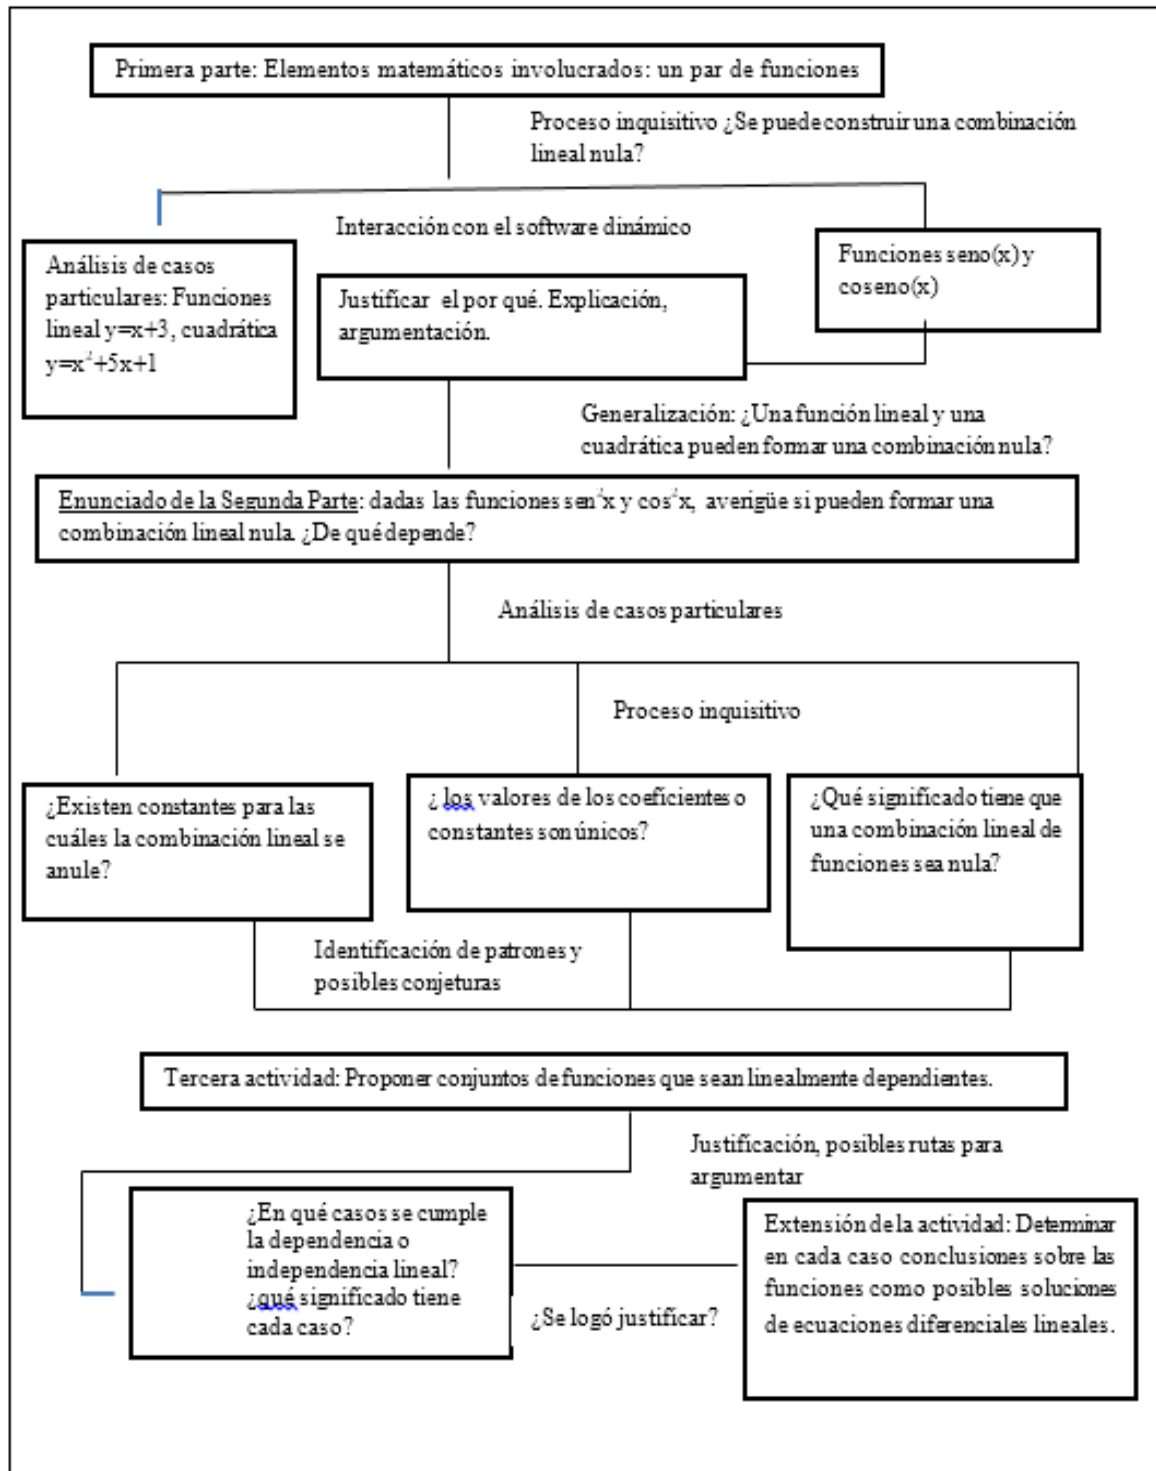 Primera parte: Elementos matemáticos involucrados: un par de funciones
Proceso inquisitivo ¿Se puede construir una combinación
lineal nula?
Interacción con el software dinámico
Análisis de casos
particulares: Funciones
lineal y=x+3, cuadrática
y=x²+5x+1
Justificar el por qué. Explicación,
argumentación.
Funciones seno(x) y
coseno(x)
Generalización: ¿Una función lineal y una
cuadrática pueden formar una combinación nula?
Enunciado de la Segunda Parte: dadas las funciones sen²x y cos²x, averigüe si pueden formar una
combinación lineal nula. ¿De qué depende?
Análisis de casos particulares
Proceso inquisitivo
¿Existen constantes para las
cuáles la combinación lineal se
anule?
¿ los valores de los coeficientes o
constantes son únicos?
¿Qué significado tiene que
una combinación lineal de
funciones sea nula?
Identificación de patrones y
posibles conjeturas
Tercera actividad: Proponer conjuntos de funciones que sean linealmente dependientes.
Justificación, posibles rutas para
argumentar
¿En qué casos se cumple
la dependencia o
independencia lineal?
¿qué significado tiene
cada caso?
¿Se logó justificar?
Extensión de la actividad: Determinar
en cada caso conclusiones sobre las
funciones como posibles soluciones
de ecuaciones diferenciales lineales.